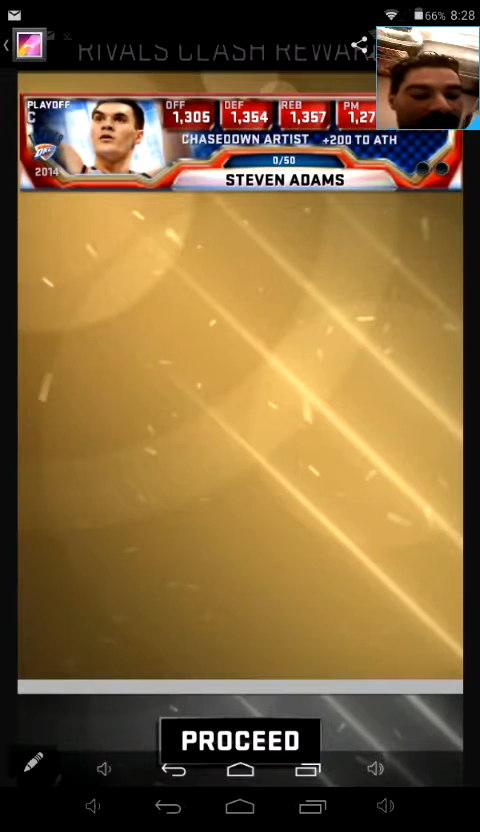 66% 8:28
RIVALS CLASH
PLAYOFF OFF DEF REB PM
C 1,305 1,354 1,357
CHASEDOWN ARTIST +200 TO ATH
0/50
2014 STEVEN ADAMS
PROCEED